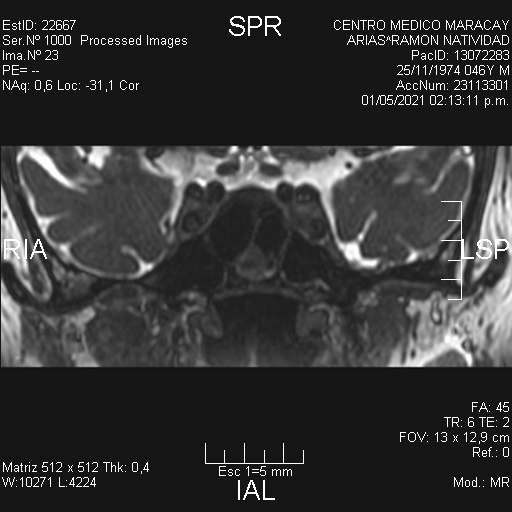 EstID: 22667
Ser.Nº 1000 Processed Images
Ima.Nº 23
PE= --
NAq: 0,6 Loc: -31,1 Cor
SPR
CENTRO MEDICO MARACAY
ARIAS^RAMON NATIVIDAD
PacID: 13072283
25/11/1974 046Y M
AccNum: 23113301
01/05/2021 02:13:11 p.m.
RIA
LSP
FA: 45
TR: 6 TE: 2
FOV: 13 x 12,9 cm
Ref.: 0
Mod.: MR
Matriz 512 x 512 Thk: 0,4
W:10271 L:4224
Esc 1=5 mm
IAL